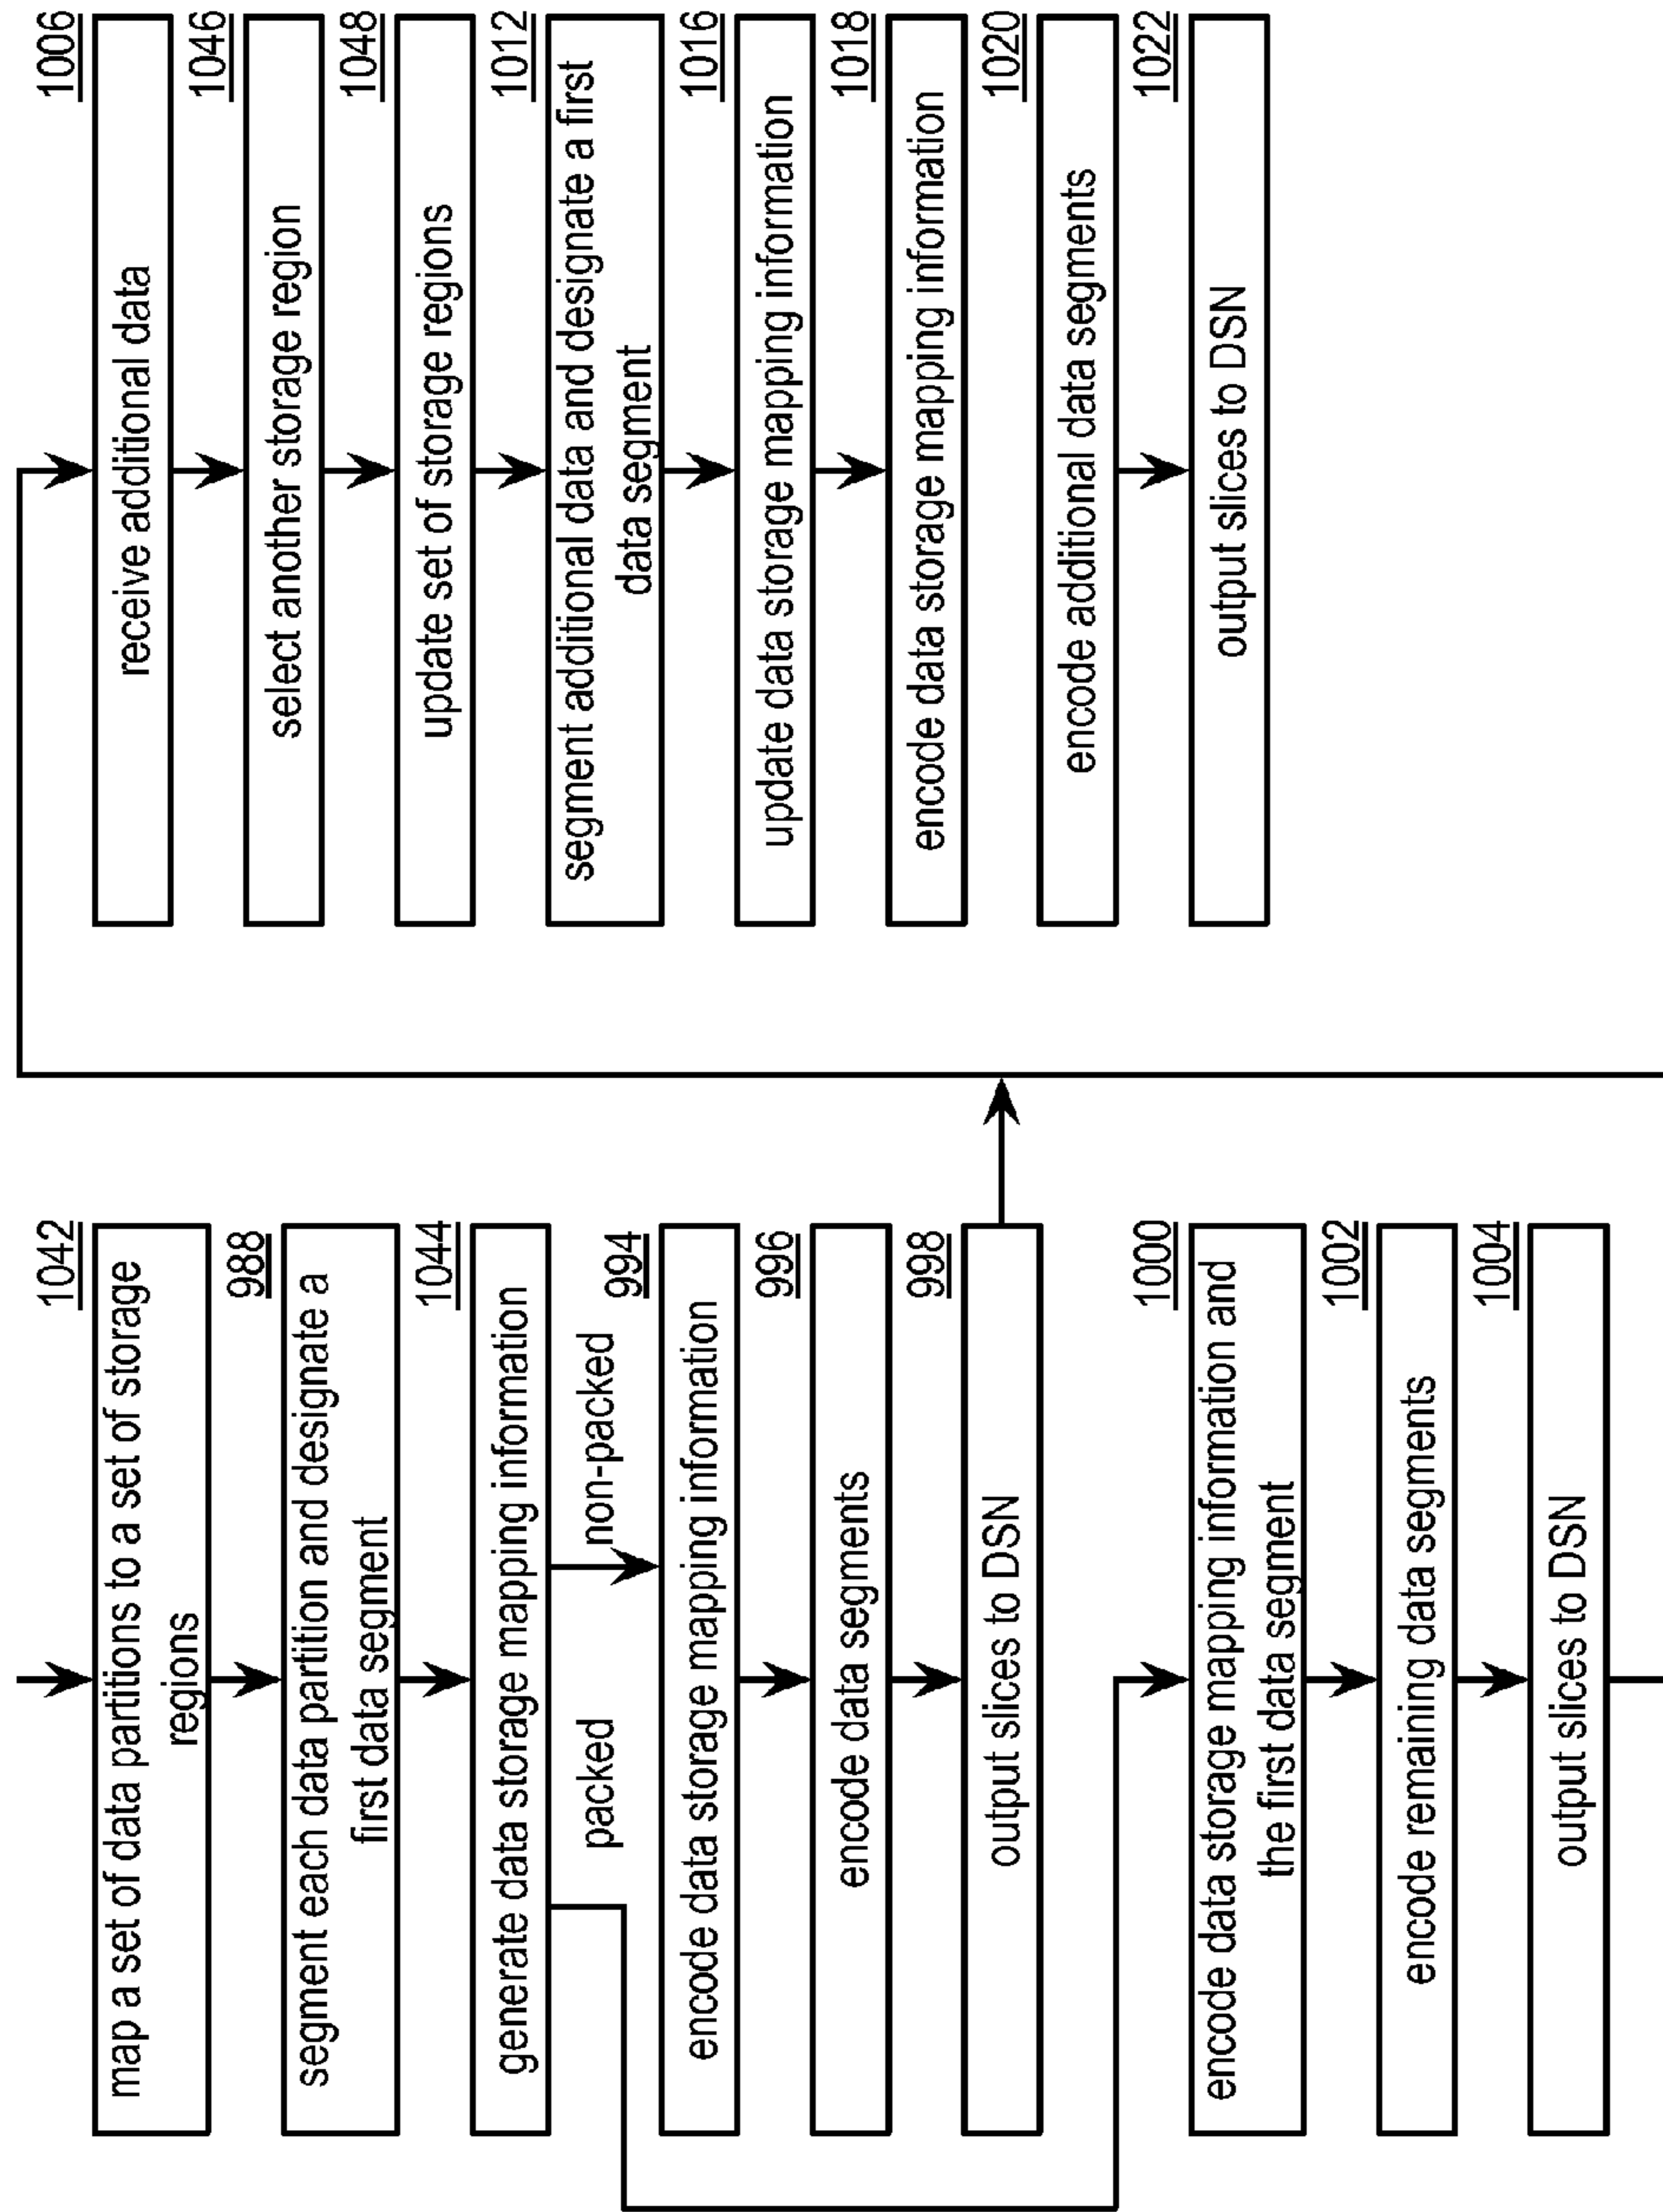 1042
map a set of data partitions to a set of storage
regions
988
segment each data partition and designate a
first data segment
1044
generate data storage mapping information
packed
non-packed
994
encode data storage mapping information
996
encode data segments
998
output slices to DSN
1000
encode data storage mapping information and
the first data segment
1002
encode remaining data segments
1004
output slices to DSN
1006
receive additional data
1046
select another storage region
1048
update set of storage regions
1012
segment additional data and designate a first
data segment
1016
update data storage mapping information
1018
encode data storage mapping information
1020
encode additional data segments
1022
output slices to DSN